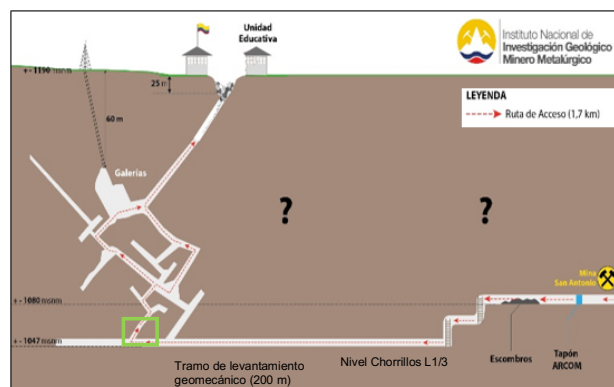 Unidad
Educativa
Instituto Nacional de
Investigación Geológico
Minero Metalúrgico
+- 1190 msnm
25 m
60 m
LEYENDA
Ruta de Acceso (1,7 km)
Galerías
?
?
Mina
San Antonio
+- 1080 msnm
+- 1047 msnm
Escombros
Tapón
ARCOM
Tramo de levantamiento
geomecánico (200 m)
Nivel Chorrillos L1/3